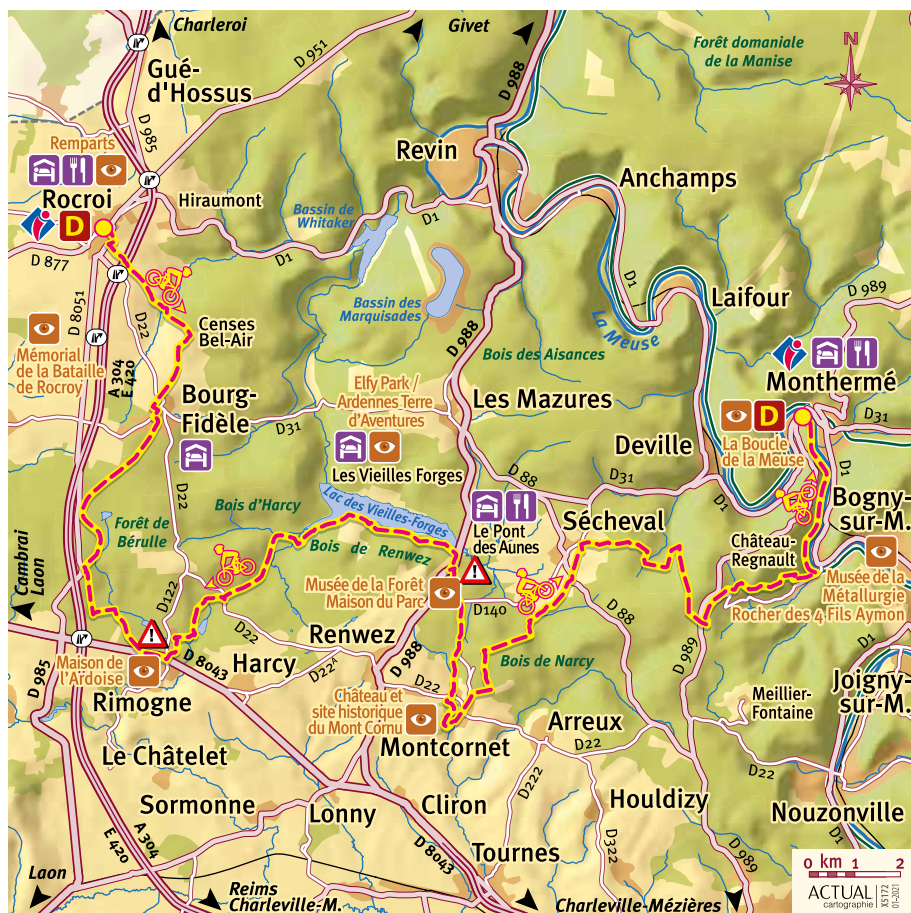 Charleroi
Givet
Forêt domaniale
de la Manise
N
D 951
D 988
Gué-
d'Hossus
D 985
Remparts
Revin
Anchamps
Rocroi
D
Hiraumont
Bassin de
Whitaker
D1
D 877
D1
D1
Laifour
D 989
D 8051
D22
Censes
Bel-Air
Bassin des
Marquisades
La Meuse
D 988
Mémorial
de la Bataille
de Rocroy
A 304
E 420
Bois des Aisances
Monthermé
Elfy Park /
Ardennes Terre
d'Aventures
Bourg-
Fidèle
Les Mazures
D
D31
La Boucle
de la Meuse
D31
Deville
D1
Les Vieilles Forges
D 88
D31
D1
Bogny-
sur-M.
D22
Bois d'Harcy
Lac des Vieilles-Forges
Sécheval
Forêt de
Bérulle
Le Pont
des Aunes
Château-
Regnault
Bois de Renwez
Cambrai
Laon
Musée de la Forêt
Maison du Parc
Musée de la
Métallurgie
Rocher des 4 Fils Aymon
D122
D140
D 88
D22
Renwez
D 8043
Harcy
D22A
D 988
D 989
D1
Maison de
l'Ardoise
Bois de Narcy
D 985
Rimogne
D22
Joigny-
sur-M.
Château et
site historique
du Mont Cornu
Meillier-
Fontaine
Montcornet
Arreux
D22
Le Châtelet
D22
D222
Sormonne
Lonny
Cliron
Houldizy
Nouzonville
A 304
E 420
D 8043
D322
D1
Tournes
D 989
0 km 1 2
Laon
Reims
Charleville-M.
Charleville-Mézières
ACTUAL
cartographie
X5172
01-2021